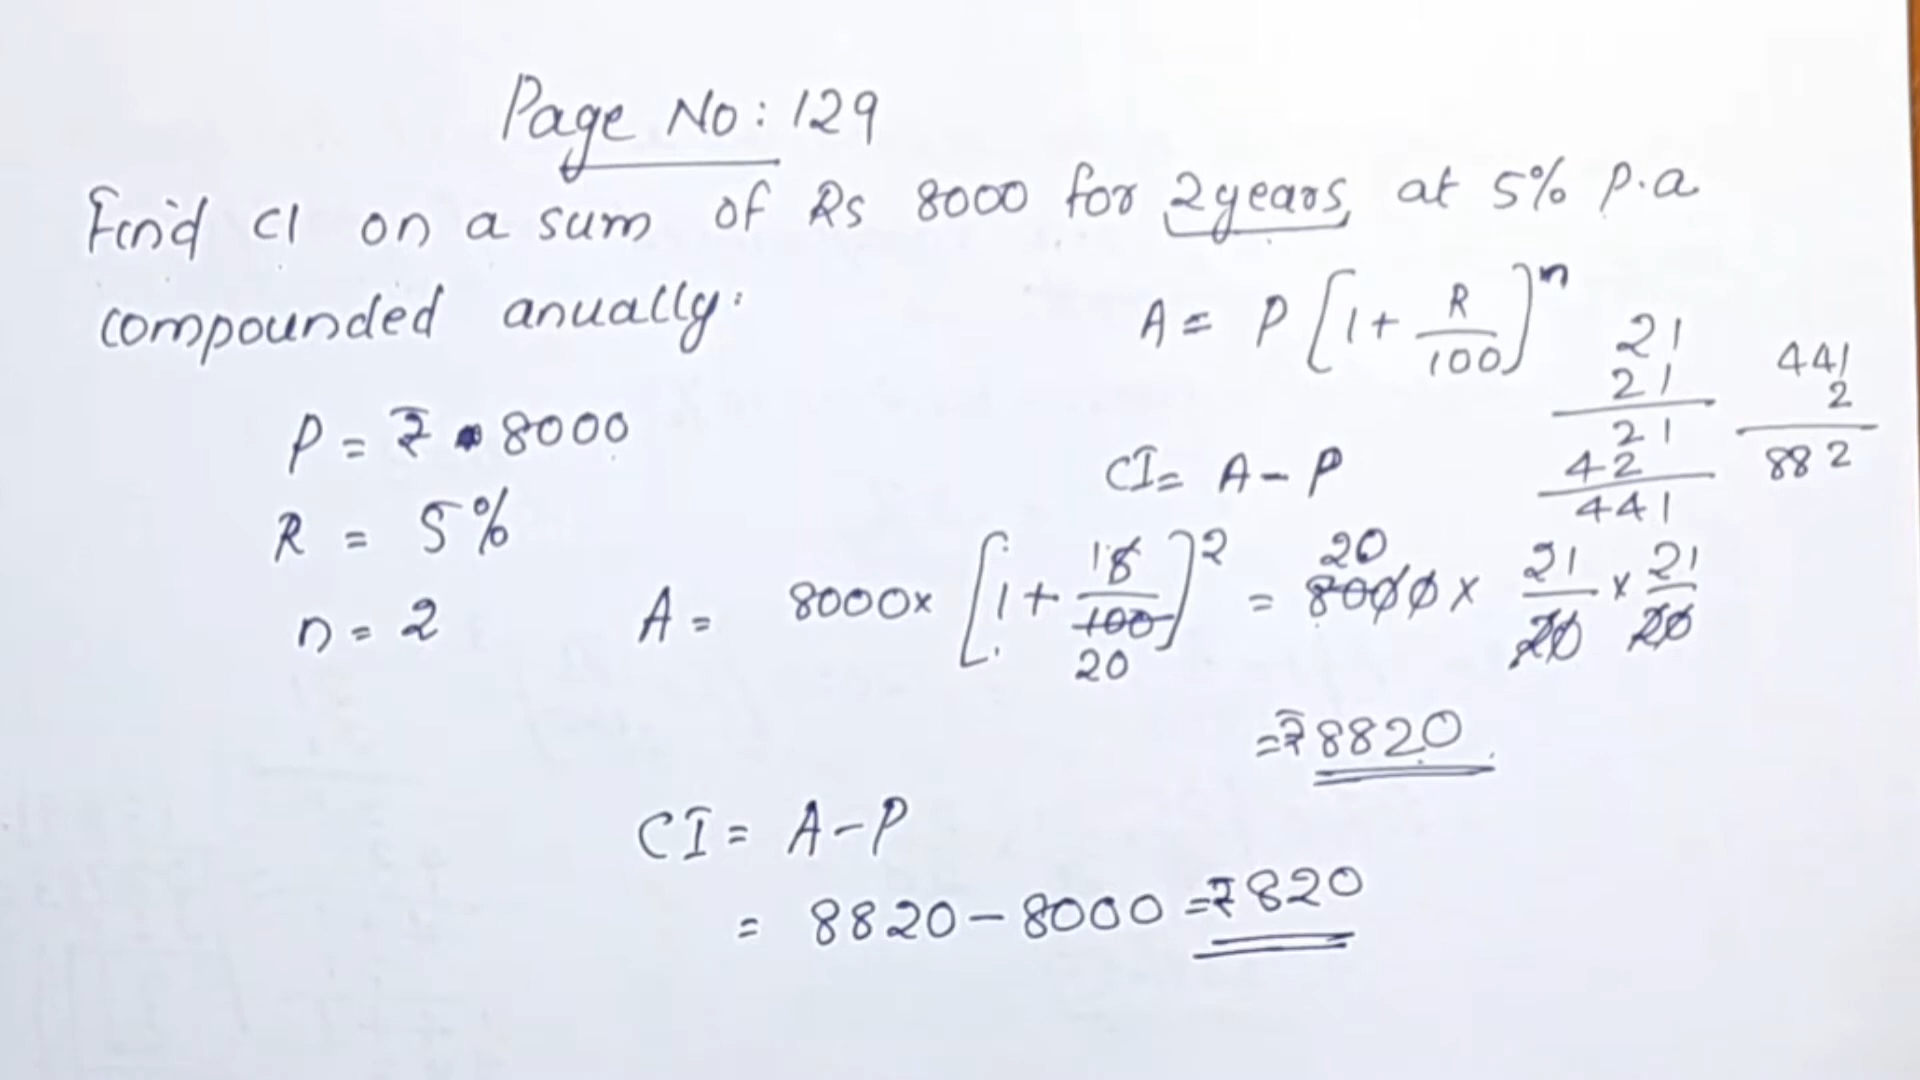 Page No: 129
Find CI on a sum of Rs 8000 for 2 years, at 5% p.a
compounded anually.
A = P [1 + R/100]^n
21
21
21
42
441
441
2
882
P = ₹ 8000
CI = A - P
R = 5%
n = 2
A = 8000 x [1 + 1 5/100 20]^2 = 20 8000 x 21/20 x 21/20
= ₹ 8820
CI = A - P
= 8820 - 8000 = ₹ 820